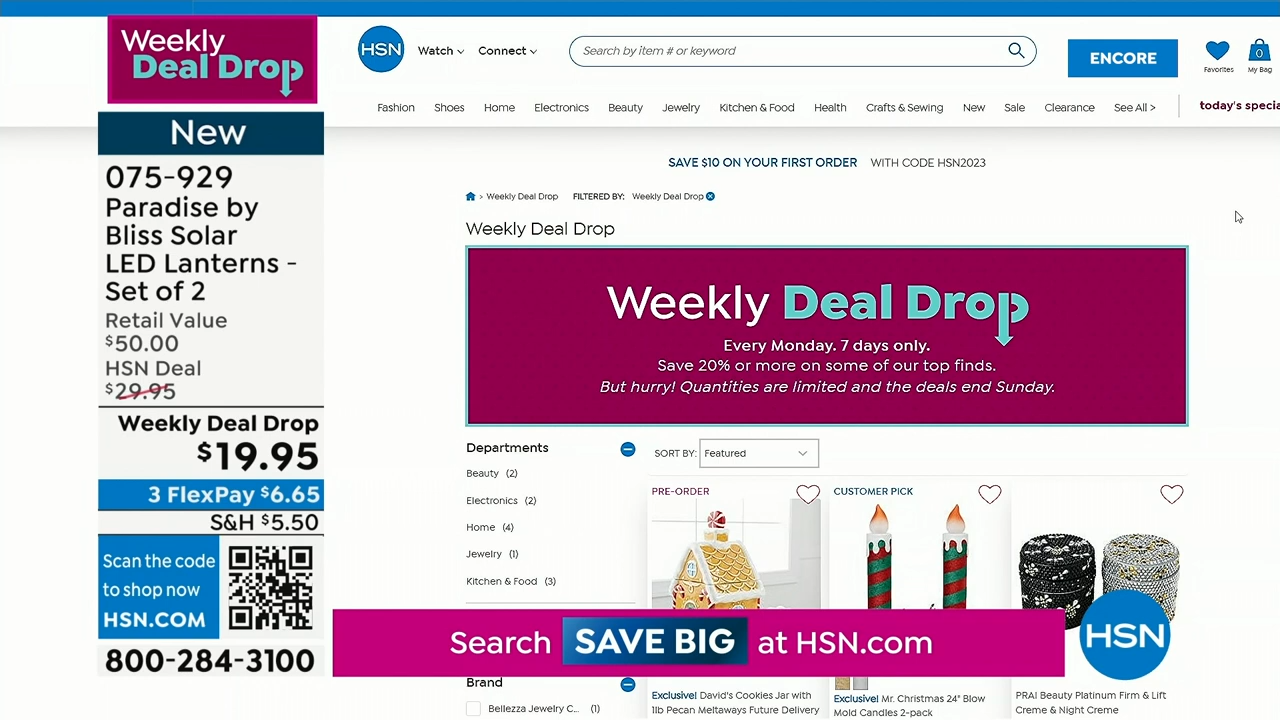 Weekly
Deal Drop
New
075-929
Paradise by
Bliss Solar
LED Lanterns -
Set of 2
Retail Value
$50.00
HSN Deal
$29.95
Weekly Deal Drop
$19.95
3 FlexPay $6.65
S&H $5.50
Scan the code
to shop now
HSN.COM
800-284-3100
HSN
Watch
Connect
Search by item # or keyword
ENCORE
Favorites
0
My Bag
Fashion
Shoes
Home
Electronics
Beauty
Jewelry
Kitchen & Food
Health
Crafts & Sewing
New
Sale
Clearance
See All >
today's specia
SAVE $10 ON YOUR FIRST ORDER WITH CODE HSN2023
> Weekly Deal Drop FILTERED BY: Weekly Deal Drop
Weekly Deal Drop
Weekly Deal Drop
Every Monday. 7 days only.
Save 20% or more on some of our top finds.
But hurry! Quantities are limited and the deals end Sunday.
Departments
Beauty (2)
Electronics (2)
Home (4)
Jewelry (1)
Kitchen & Food (3)
Brand
Bellezza Jewelry C... (1)
SORT BY: Featured
PRE-ORDER
CUSTOMER PICK
Exclusive! David's Cookies Jar with
1lb Pecan Meltaways Future Delivery
Exclusive! Mr. Christmas 24" Blow
Mold Candles 2-pack
PRAI Beauty Platinum Firm & Lift
Creme & Night Creme
Search SAVE BIG at HSN.com
HSN